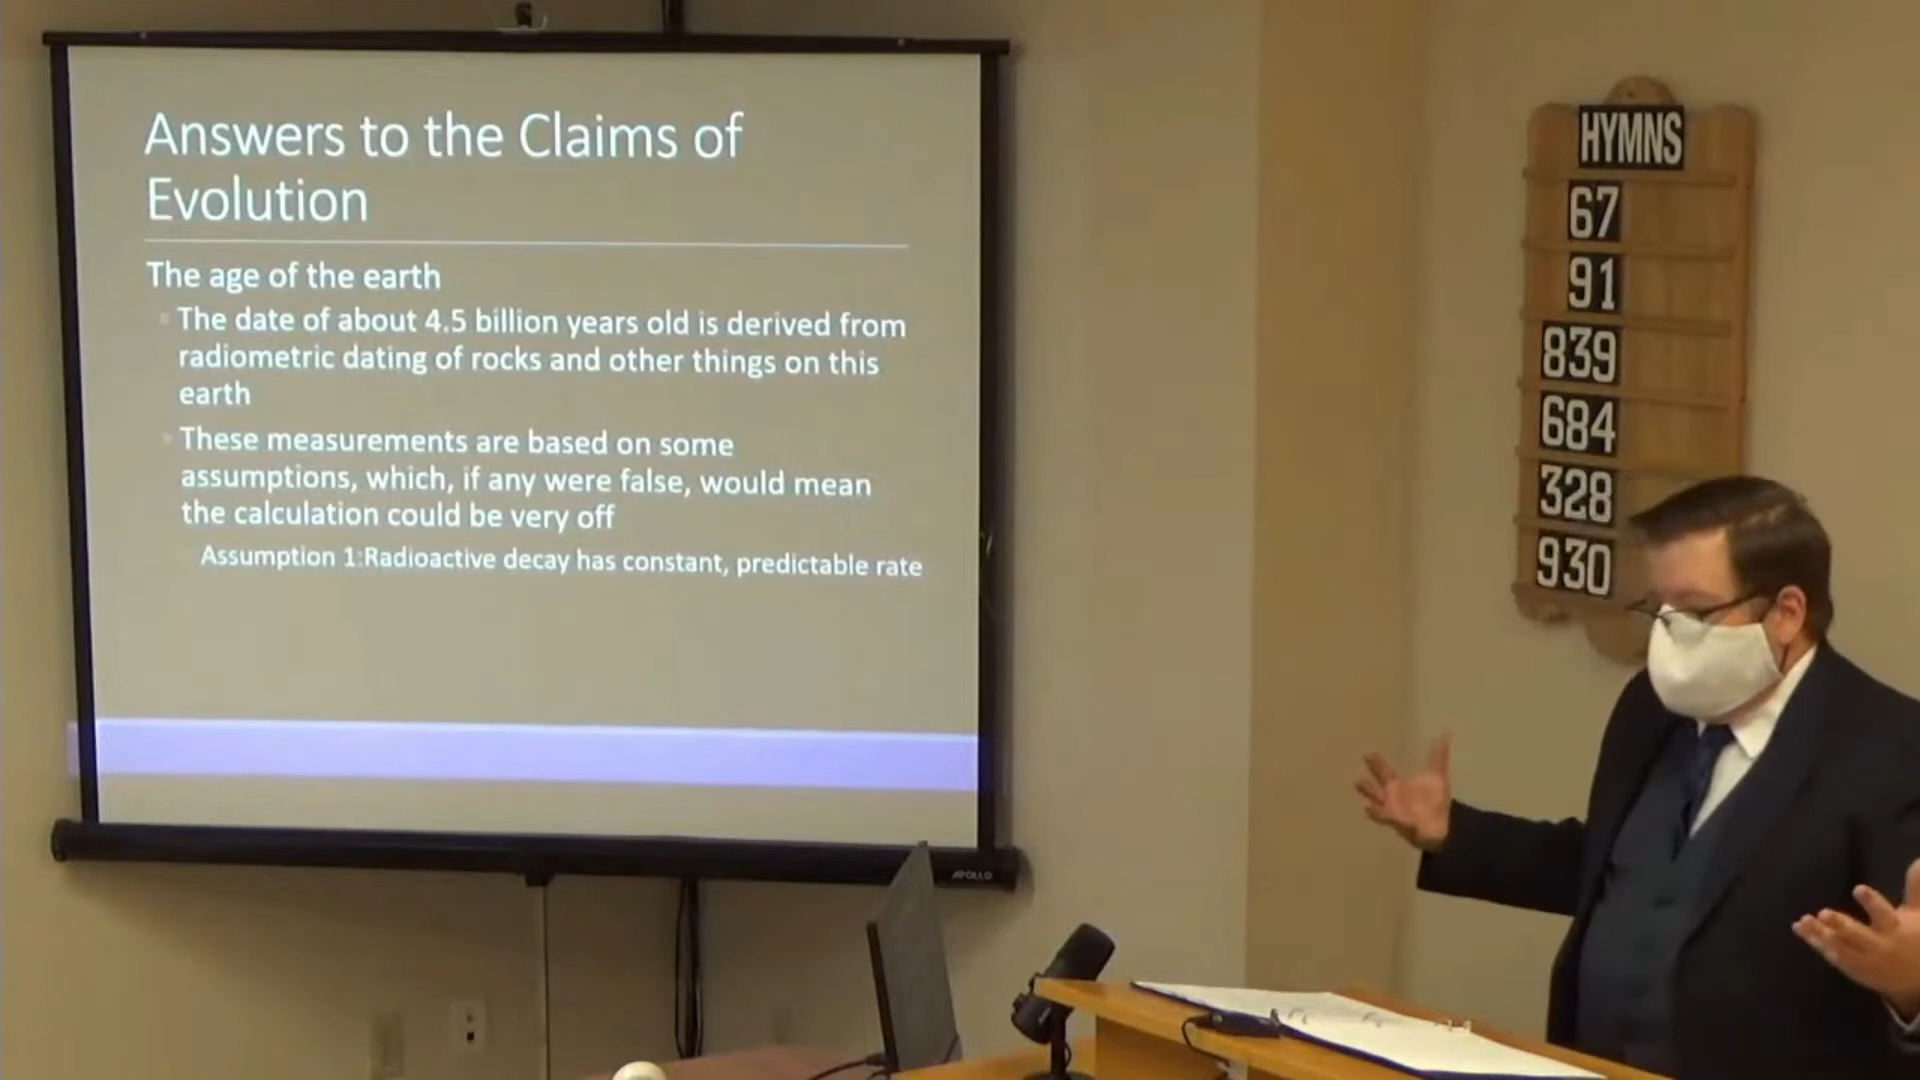 Answers to the Claims of
Evolution
The age of the earth
The date of about 4.5 billion years old is derived from
radiometric dating of rocks and other things on this
earth
These measurements are based on some
assumptions, which, if any were false, would mean
the calculation could be very off
Assumption 1:Radioactive decay has constant, predictable rate
APOLLO
HYMNS
67
91
839
684
328
930